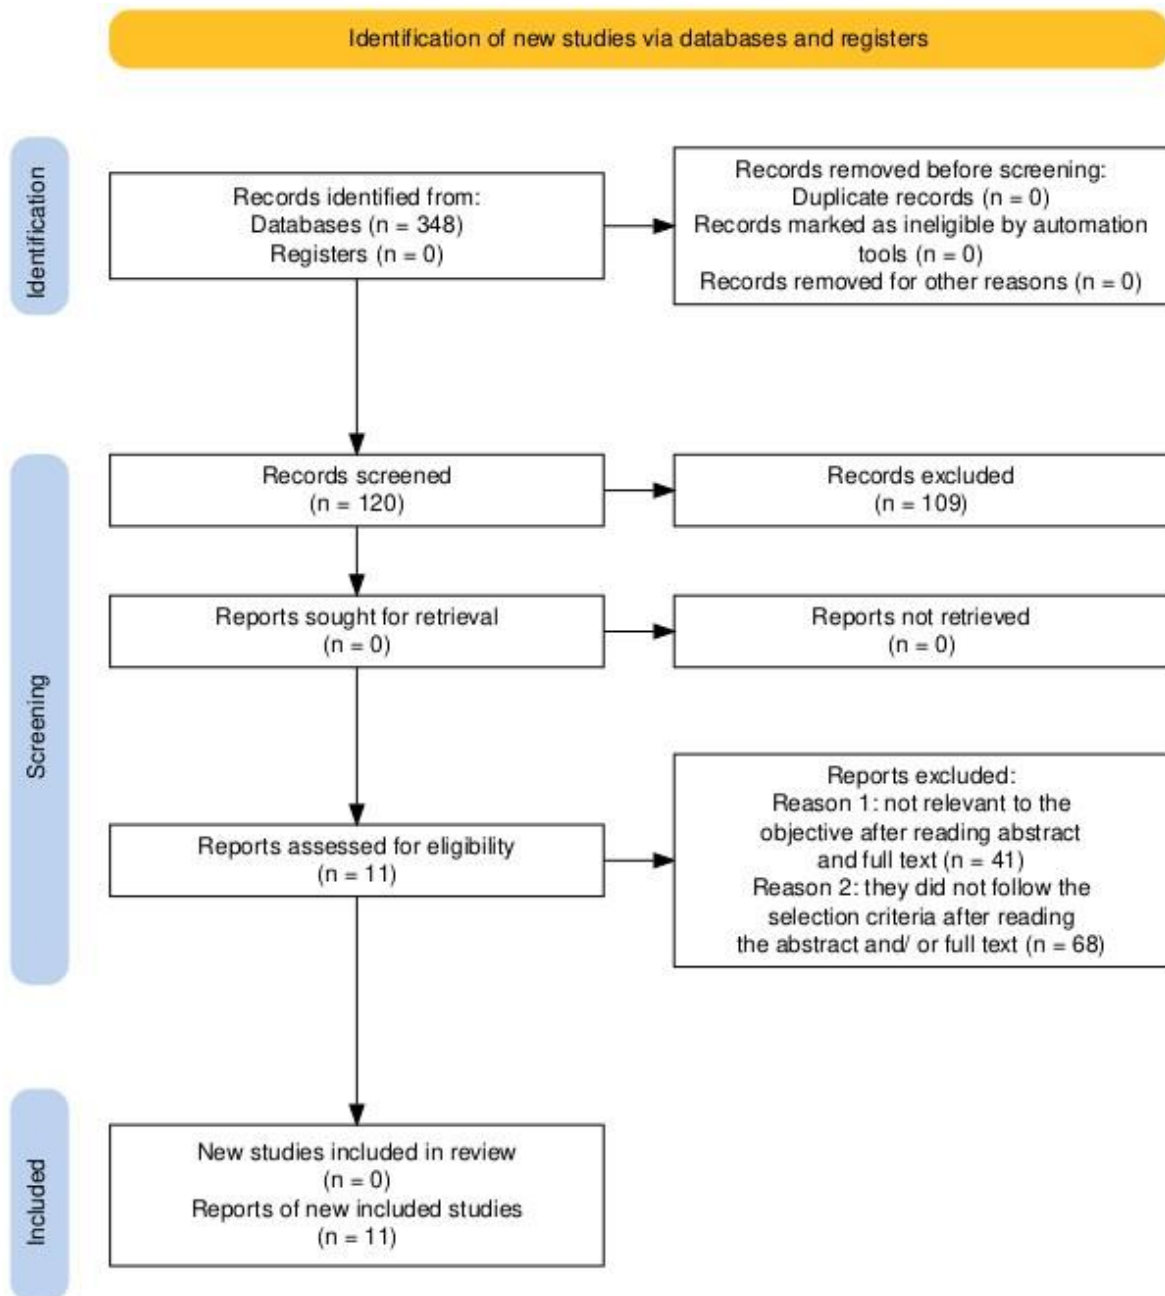 Identification of new studies via databases and registers
Identification
Records identified from:
Databases (n = 348)
Registers (n = 0)
Records removed before screening:
Duplicate records (n = 0)
Records marked as ineligible by automation
tools (n = 0)
Records removed for other reasons (n = 0)
Screening
Records screened
(n = 120)
Records excluded
(n = 109)
Reports sought for retrieval
(n = 0)
Reports not retrieved
(n = 0)
Reports assessed for eligibility
(n = 11)
Reports excluded:
Reason 1: not relevant to the
objective after reading abstract
and full text (n = 41)
Reason 2: they did not follow the
selection criteria after reading
the abstract and/ or full text (n = 68)
Included
New studies included in review
(n = 0)
Reports of new included studies
(n = 11)